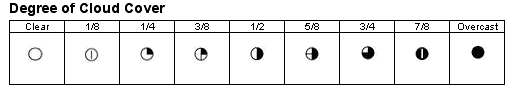 Degree of Cloud Cover
Clear 1/8 1/4 3/8 1/2 5/8 3/4 7/8 Overcast